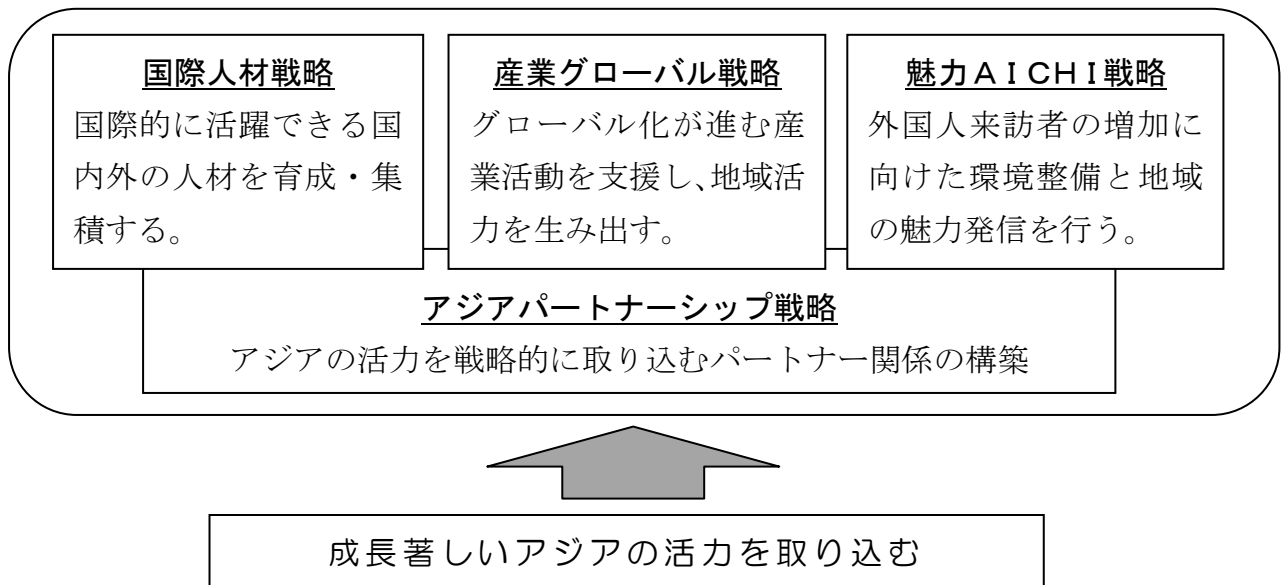 国際人材戦略
国際的に活躍できる国
内外の人材を育成・集
積する。
産業グローバル戦略
グローバル化が進む産
業活動を支援し、地域活
力を生み出す。
魅力AICHI戦略
外国人来訪者の増加に
向けた環境整備と地域
の魅力発信を行う。
アジアパートナーシップ戦略
アジアの活力を戦略的に取り込むパートナー関係の構築
成長著しいアジアの活力を取り込む